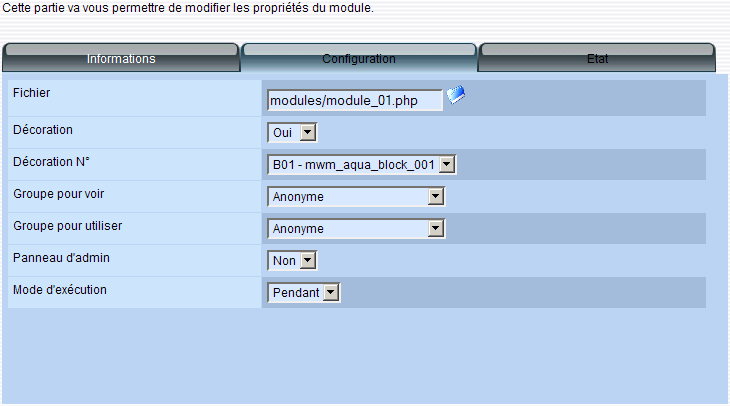 Cette partie va vous permettre de modifier les propriétés du module.
Informations Configuration Etat
Fichier modules/module_01.php
Décoration Oui
Décoration N° B01 - mwm_aqua_block_001
Groupe pour voir Anonyme
Groupe pour utiliser Anonyme
Panneau d'admin Non
Mode d'exécution Pendant